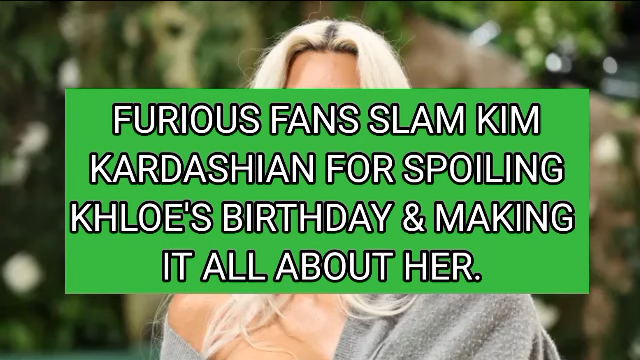 FURIOUS FANS SLAM KIM
KARDASHIAN FOR SPOILING
KHLOE'S BIRTHDAY & MAKING
IT ALL ABOUT HER.